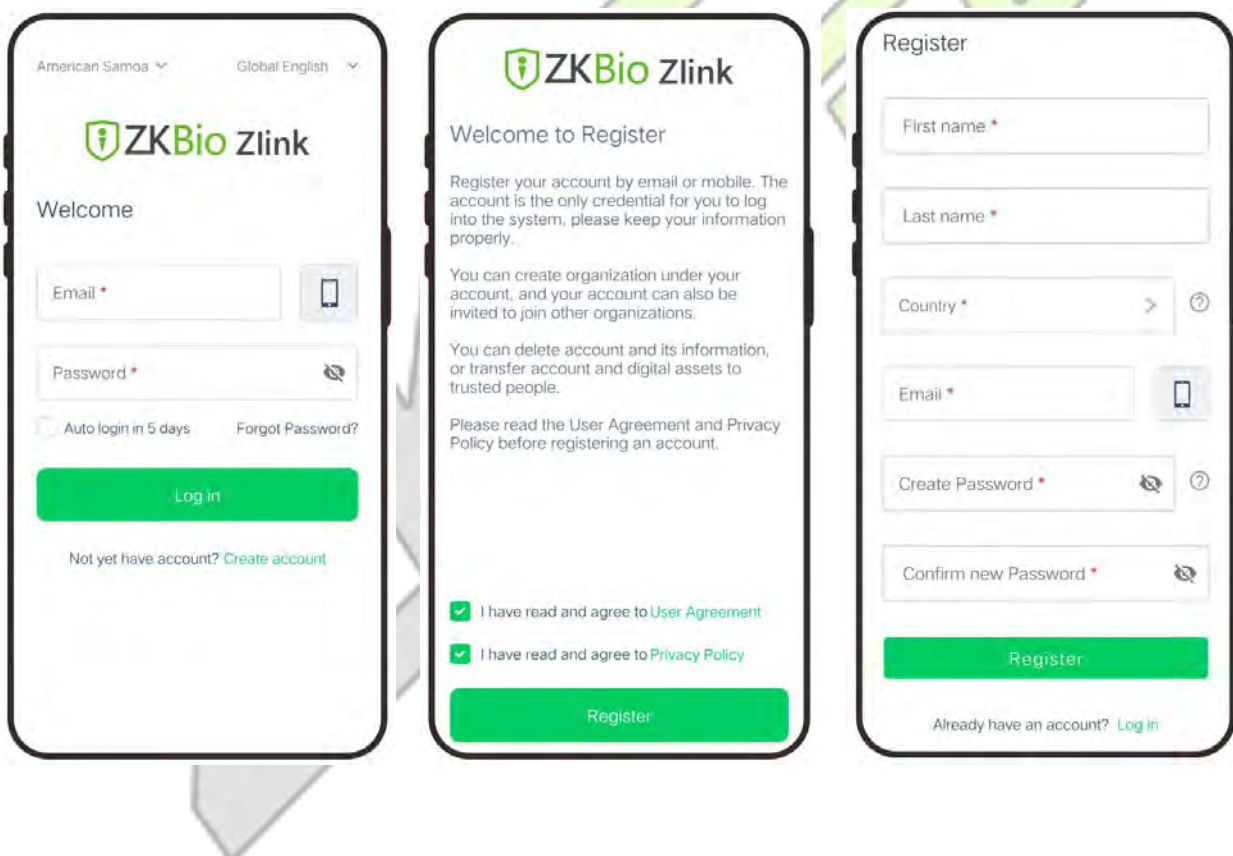 American Samoa Global English
ZKBio Zlink
Welcome
Email *
Password *
Auto login in 5 days Forgot Password?
Log in
Not yet have account? Create account
ZKBio Zlink
Welcome to Register
Register your account by email or mobile. The
account is the only credential for you to log
into the system, please keep your information
properly.
You can create organization under your
account, and your account can also be
invited to join other organizations.
You can delete account and its information,
or transfer account and digital assets to
trusted people.
Please read the User Agreement and Privacy
Policy before registering an account.
I have read and agree to User Agreement
I have read and agree to Privacy Policy
Register
Register
First name *
Last name *
Country * > ?
Email *
Create Password * ?
Confirm new Password *
Register
Already have an account? Log in